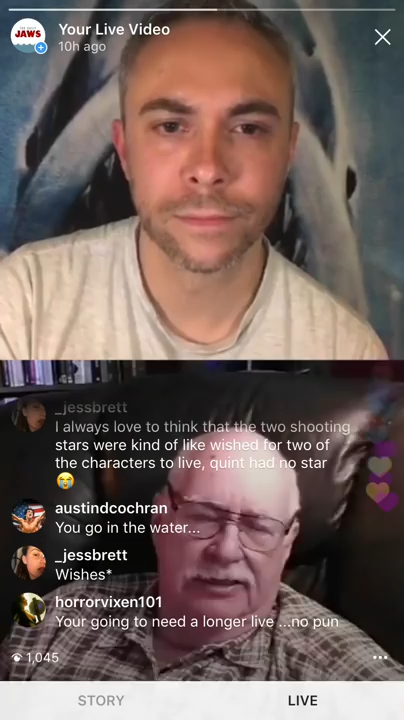 JAWS
Your Live Video
10h ago
_jessbrett
I always love to think that the two shooting
stars were kind of like wished for two of
the characters to live, quint had no star
😭
austindcochran
You go in the water...
_jessbrett
Wishes*
horrorvixen101
Your going to need a longer live ...no pun
1,045
STORY
LIVE